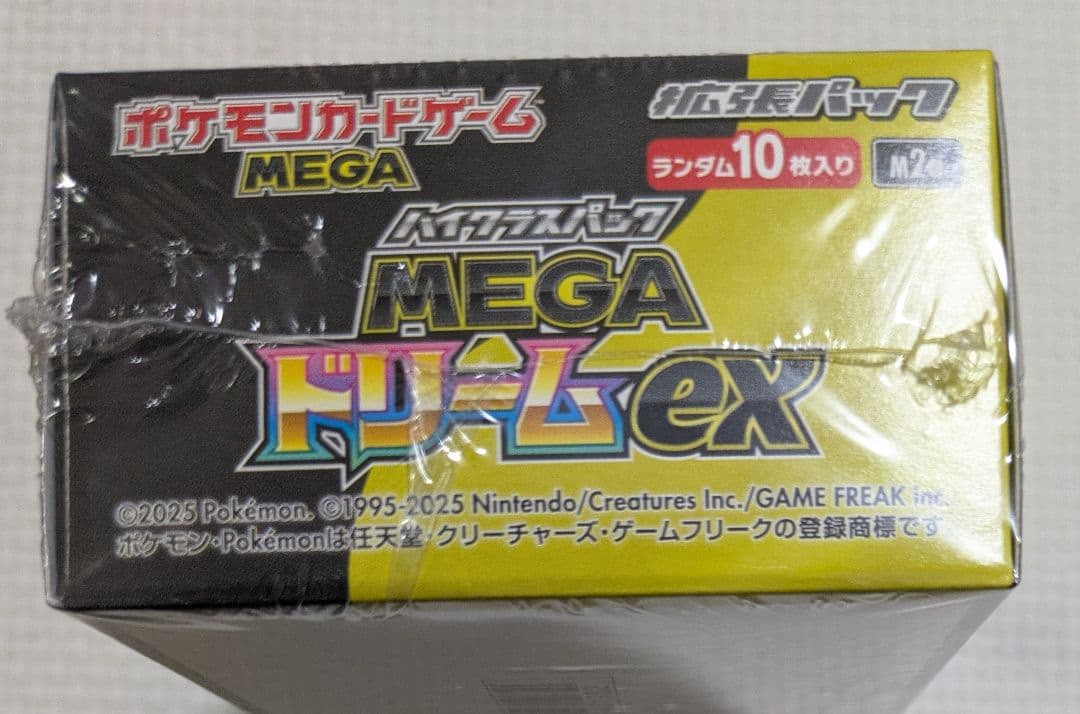 ポケモンカードゲーム
MEGA
拡張パック
ランダム10枚入り
ハイクラスパック
MEGA
ドリームex
©2025 Pokémon. ©1995-2025 Nintendo/Creatures Inc./GAME FREAK inc.
ポケモン・Pokémonは任天堂・クリーチャーズ・ゲームフリークの登録商標です